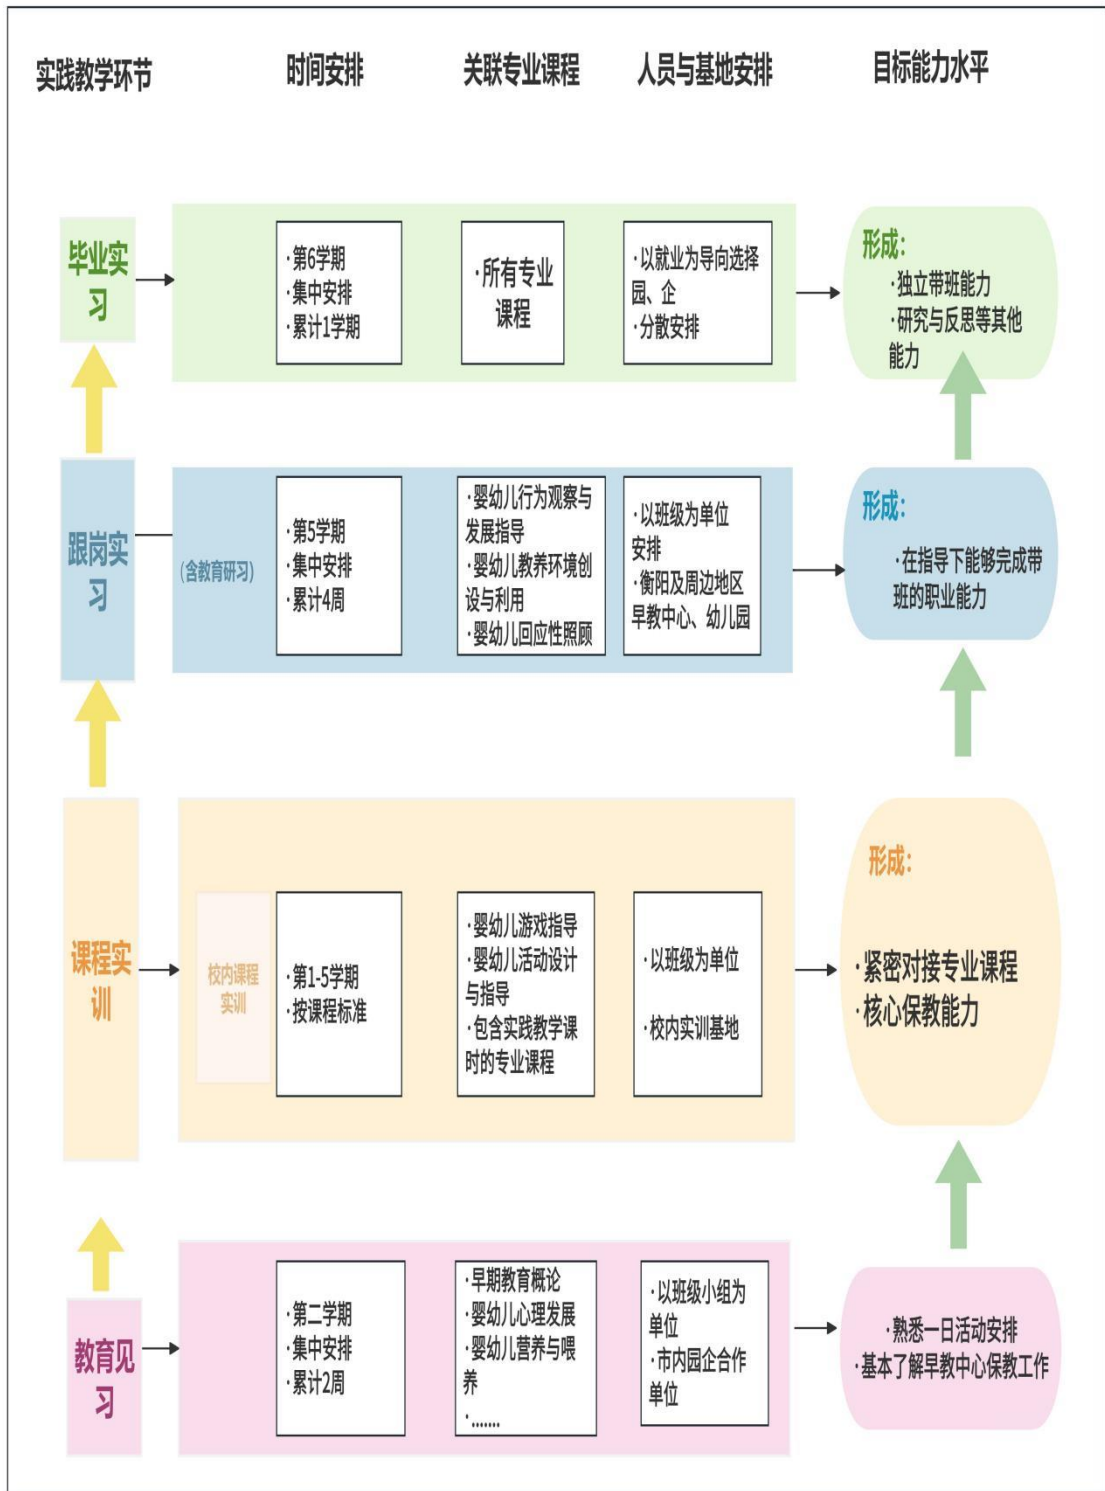 实践教学环节
时间安排
关联专业课程
人员与基地安排
目标能力水平
毕业实
习
·第6学期
·集中安排
·累计1学期
·所有专业
课程
·以就业为导向选择
园、企
·分散安排
形成：
·独立带班能力
·研究与反思等其他
能力
跟岗实
习
(含教育研习)
·第5学期
·集中安排
·累计4周
·婴幼儿行为观察与
发展指导
·婴幼儿教养环境创
设与利用
·婴幼儿回应性照顾
·以班级为单位
安排
·衡阳及周边地区
早教中心、幼儿园
形成：
·在指导下能够完成带
班的职业能力
课程实
训
校内课程
实训
·第1-5学期
·按课程标准
·婴幼儿游戏指导
·婴幼儿活动设计
与指导
·包含实践教学课
时的专业课程
·以班级为单位
·校内实训基地
形成：
·紧密对接专业课程
·核心保教能力
教育见
习
·第二学期
·集中安排
·累计2周
·早期教育概论
·婴幼儿心理发展
·婴幼儿营养与喂
养
·.......
·以班级小组为
单位
·市内园企合作
单位
·熟悉一日活动安排
·基本了解早教中心保教工作